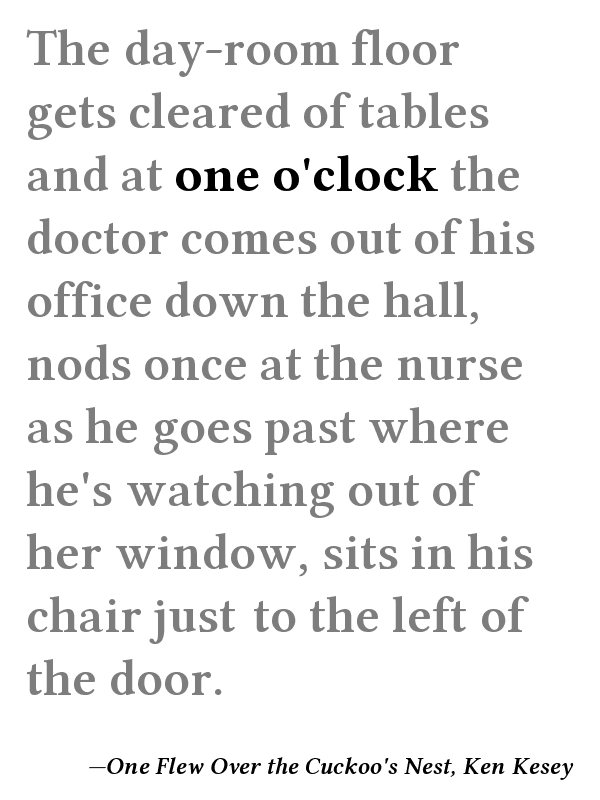 The day-room floor
gets cleared of tables
and at one o'clock the
doctor comes out of his
office down the hall,
nods once at the nurse
as he goes past where
he's watching out of
her window, sits in his
chair just to the left of
the door.
—One Flew Over the Cuckoo's Nest, Ken Kesey